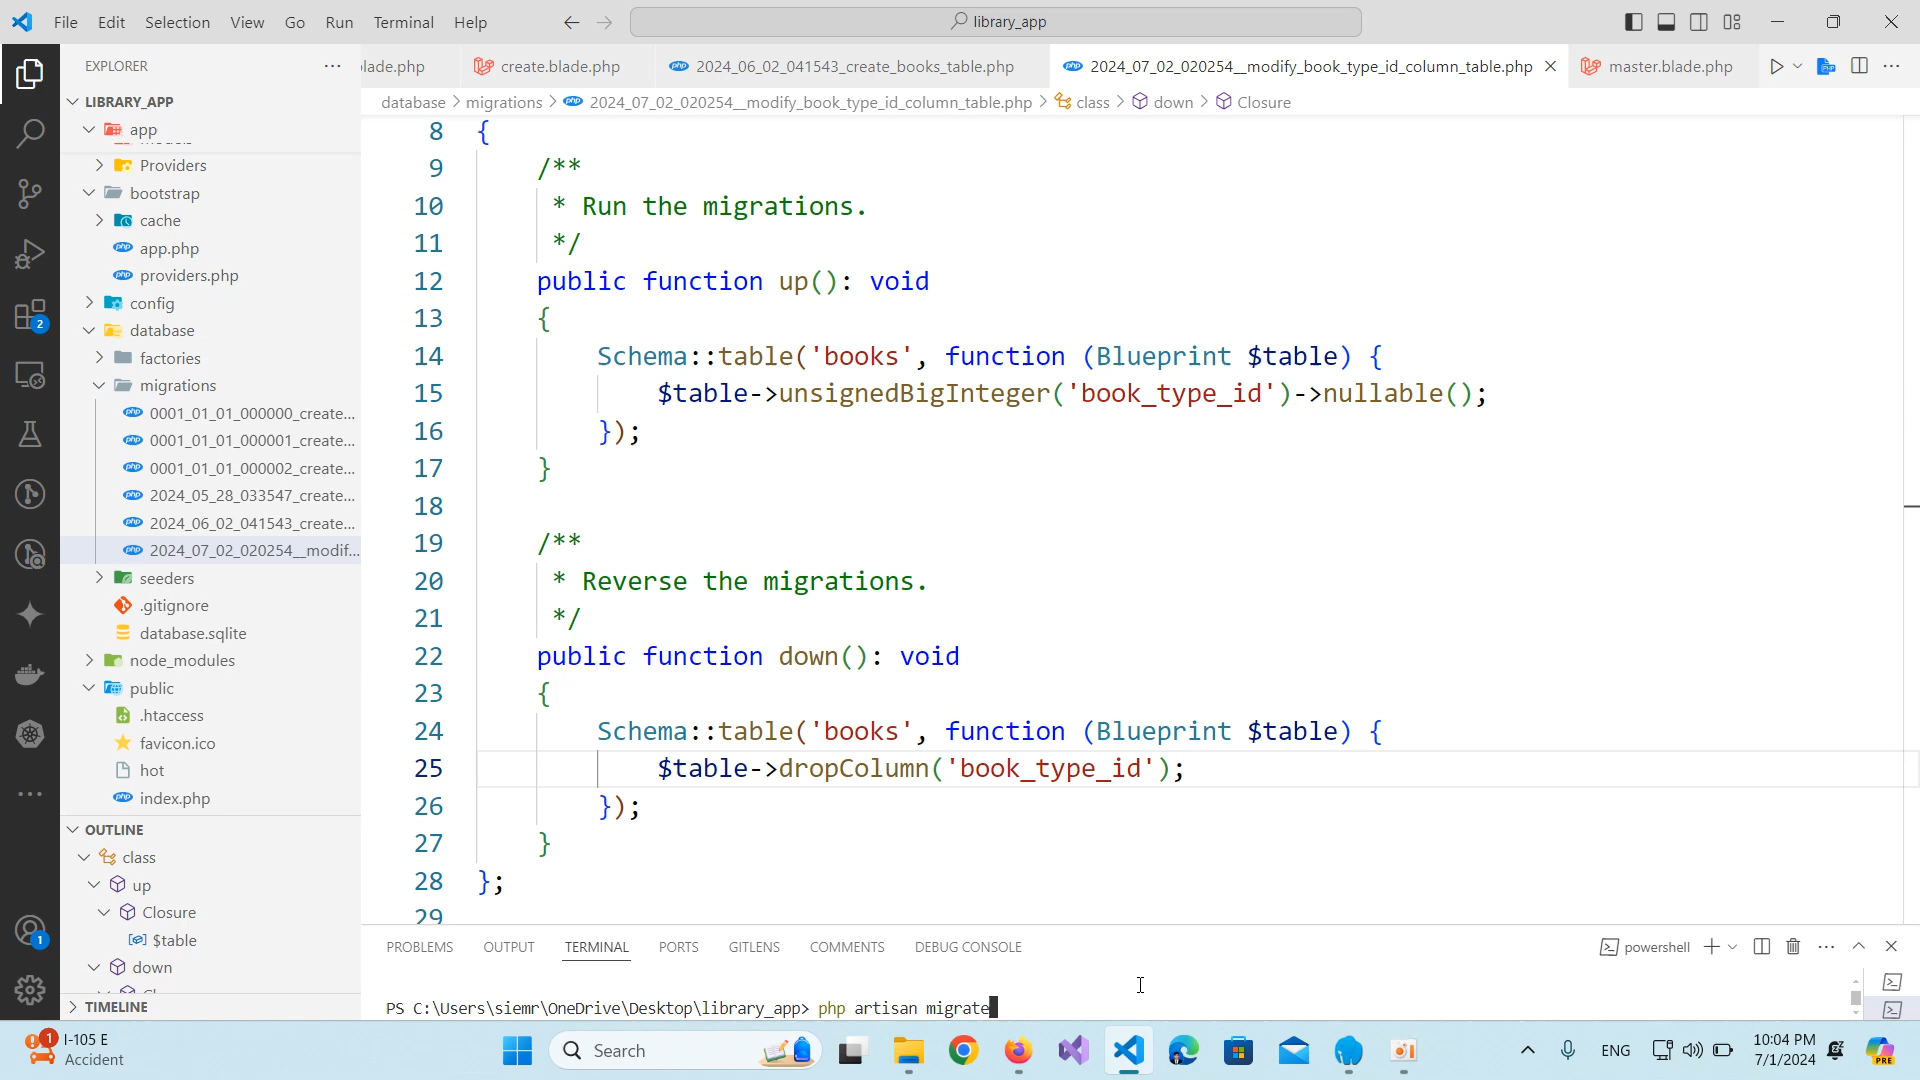 File Edit Selection View Go Run Terminal Help
library_app
EXPLORER
lade.php
create.blade.php
2024_06_02_041543_create_books_table.php
2024_07_02_020254__modify_book_type_id_column_table.php
master.blade.php
LIBRARY_APP
database > migrations > 2024_07_02_020254__modify_book_type_id_column_table.php > class > down > Closure
app
Providers
bootstrap
cache
app.php
providers.php
config
database
factories
migrations
0001_01_01_000000_create...
0001_01_01_000001_create...
0001_01_01_000002_create...
2024_05_28_033547_create...
2024_06_02_041543_create...
2024_07_02_020254__modif...
seeders
.gitignore
database.sqlite
node_modules
public
.htaccess
favicon.ico
hot
index.php
OUTLINE
class
up
Closure
$table
down
TIMELINE
2
1
8 {
9 /**
10 * Run the migrations.
11 */
12 public function up(): void
13 {
14 Schema::table('books', function (Blueprint $table) {
15 $table->unsignedBigInteger('book_type_id')->nullable();
16 });
17 }
18
19 /**
20 * Reverse the migrations.
21 */
22 public function down(): void
23 {
24 Schema::table('books', function (Blueprint $table) {
25 $table->dropColumn('book_type_id');
26 });
27 }
28 };
29
PROBLEMS OUTPUT TERMINAL PORTS GITLENS COMMENTS DEBUG CONSOLE
powershell
PS C:\Users\siemr\OneDrive\Desktop\library_app> php artisan migrate
1
I-105 E
Accident
Search
ENG
10:04 PM
7/1/2024
PRE